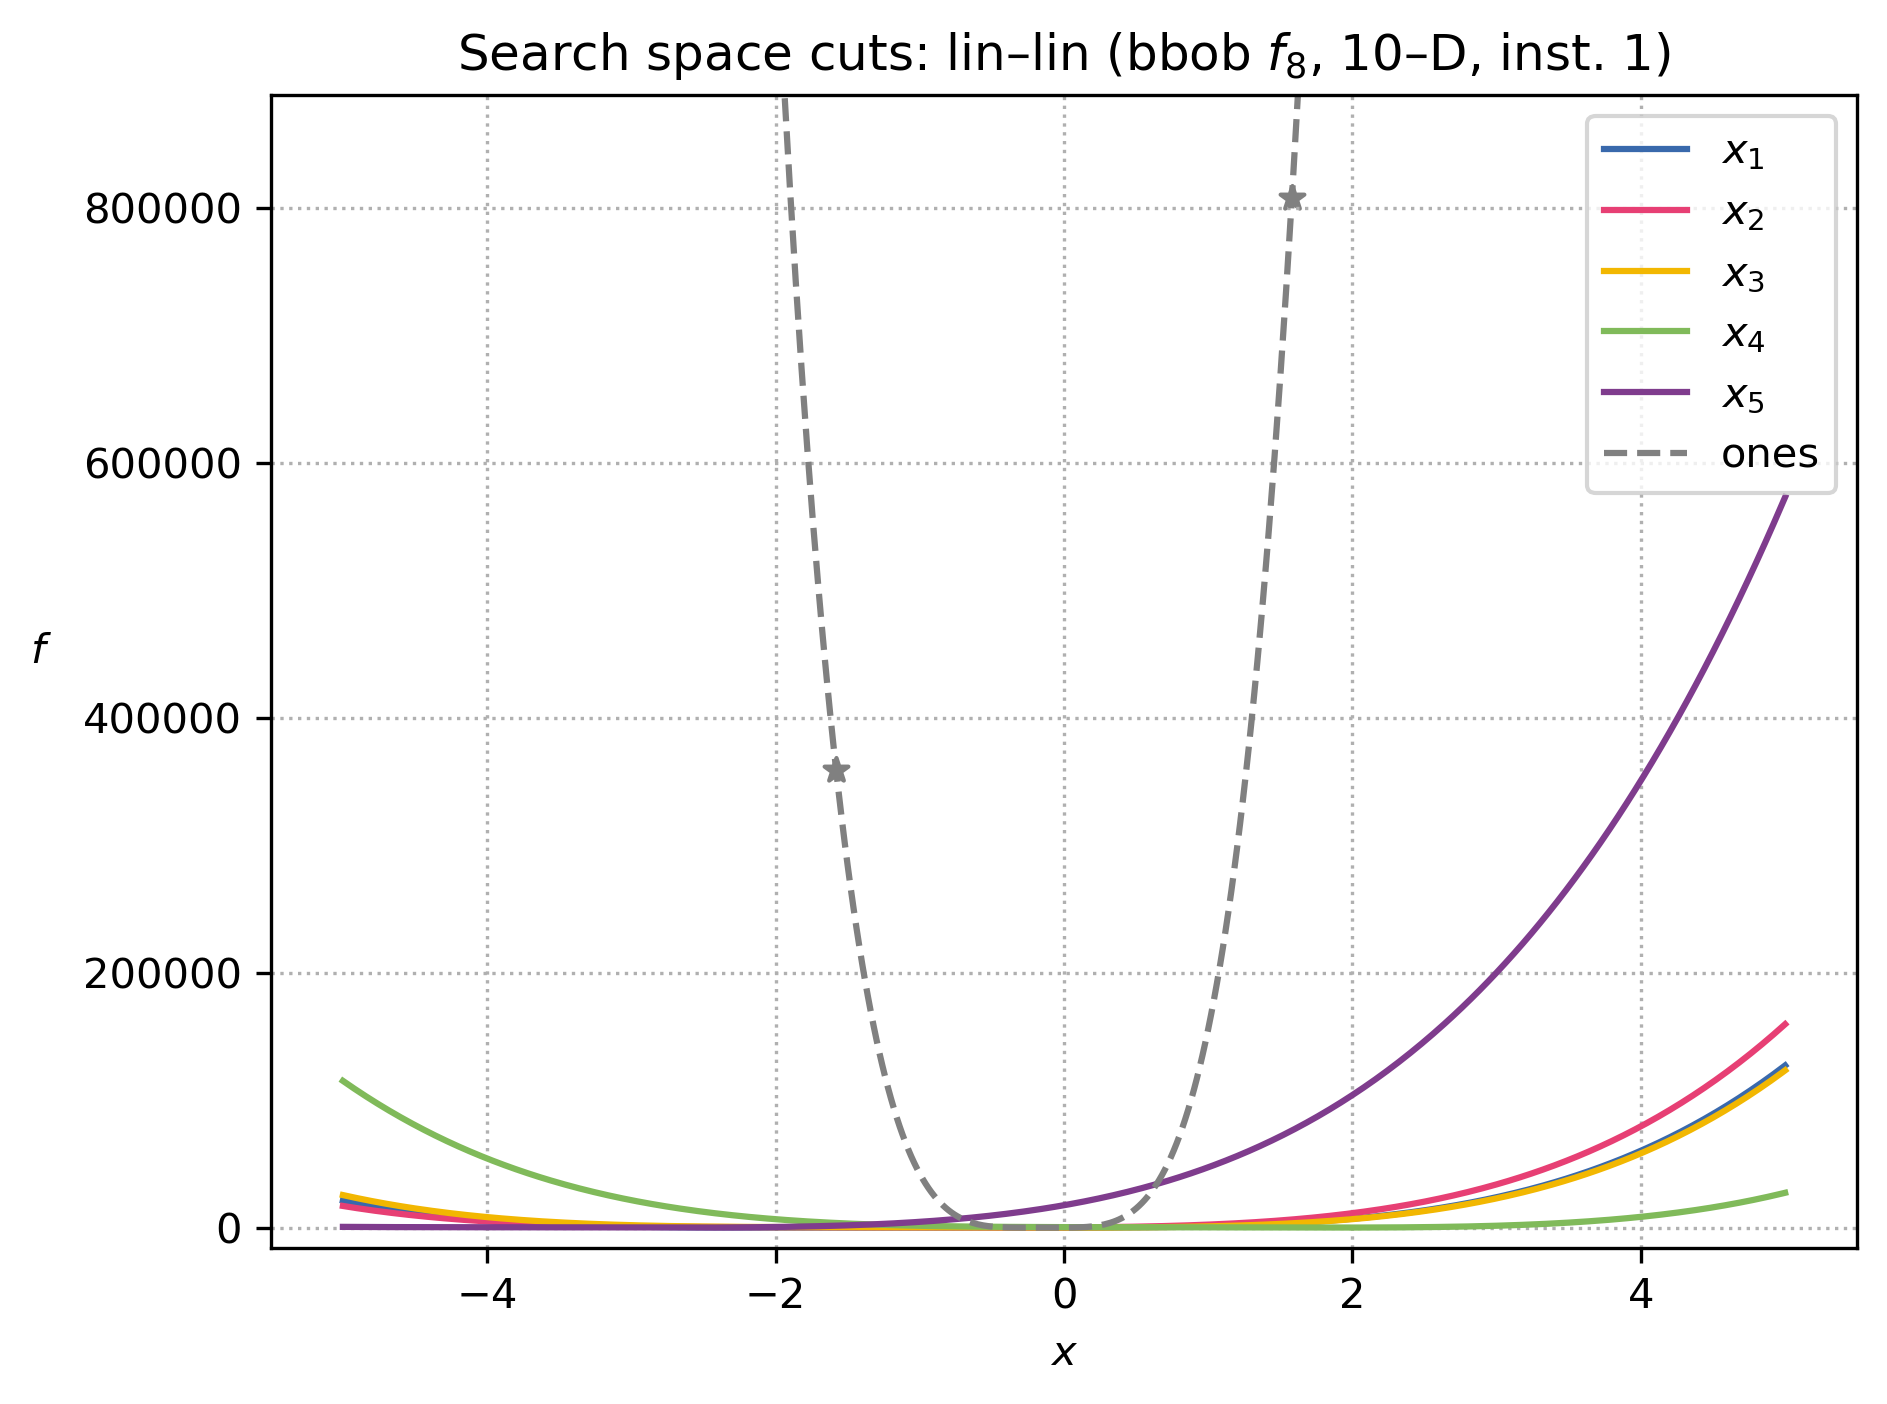 Search space cuts: lin–lin (bbob f₈, 10–D, inst. 1)
x₁
x₂
x₃
x₄
x₅
ones
800000
600000
400000
200000
0
f
−4 −2 0 2 4
x